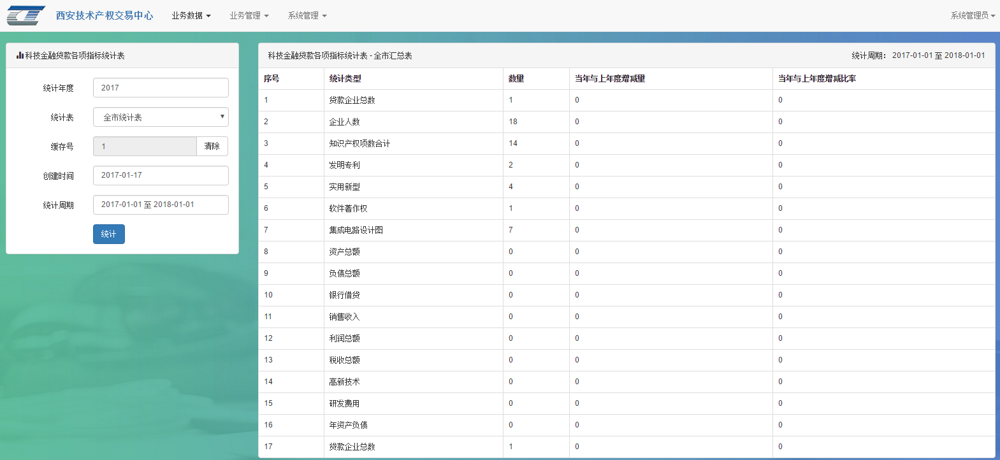 西安技术产权交易中心 业务数据 业务管理 系统管理 系统管理员
科技金融贷款各项指标统计表
统计年度 2017
统计表 全市统计表
缓存号 1 清除
创建时间 2017-01-17
统计周期 2017-01-01 至 2018-01-01
统计
科技金融贷款各项指标统计表 - 全市汇总表 统计周期： 2017-01-01 至 2018-01-01
序号 统计类型 数量 当年与上年度增减量 当年与上年度增减比率
1 贷款企业总数 1 0 0
2 企业人数 18 0 0
3 知识产权项数合计 14 0 0
4 发明专利 2 0 0
5 实用新型 4 0 0
6 软件著作权 1 0 0
7 集成电路设计图 7 0 0
8 资产总额 0 0 0
9 负债总额 0 0 0
10 银行借贷 0 0 0
11 销售收入 0 0 0
12 利润总额 0 0 0
13 税收总额 0 0 0
14 高新技术 0 0 0
15 研发费用 0 0 0
16 年资产负债 0 0 0
17 贷款企业总数 1 0 0